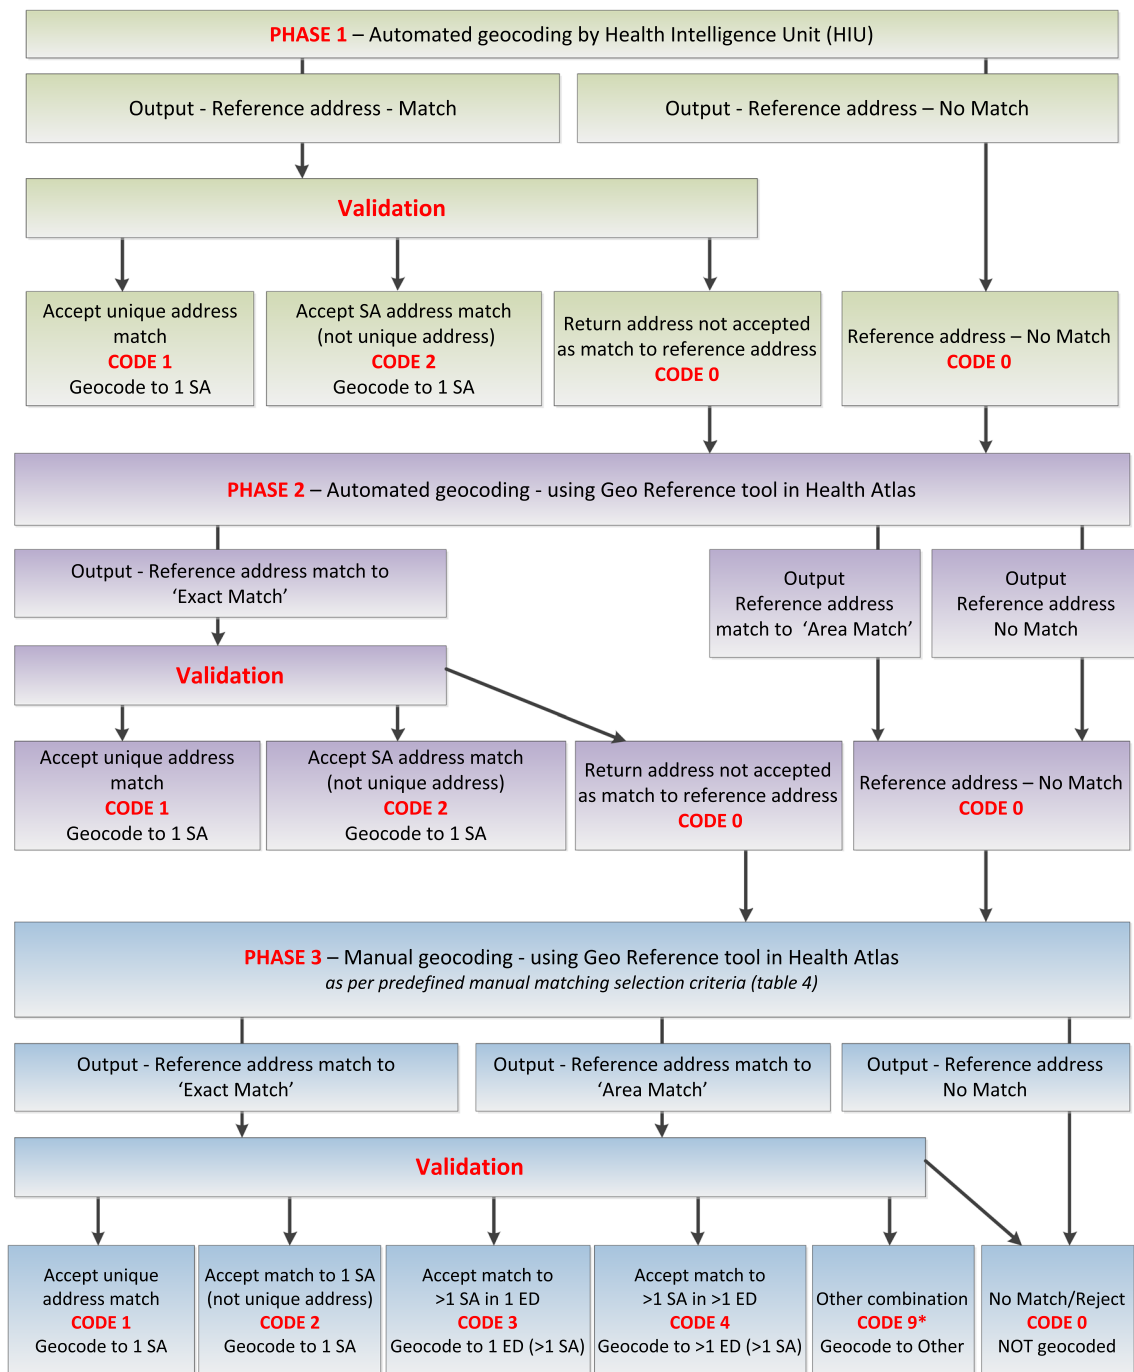 PHASE 1 – Automated geocoding by Health Intelligence Unit (HIU)
Output - Reference address - Match
Output - Reference address – No Match
Validation
Accept unique address
match
CODE 1
Geocode to 1 SA
Accept SA address match
(not unique address)
CODE 2
Geocode to 1 SA
Return address not accepted
as match to reference address
CODE 0
Reference address – No Match
CODE 0
PHASE 2 – Automated geocoding - using Geo Reference tool in Health Atlas
Output - Reference address match to
‘Exact Match’
Output
Reference address
match to ‘Area Match’
Output
Reference address
No Match
Validation
Accept unique address
match
CODE 1
Geocode to 1 SA
Accept SA address match
(not unique address)
CODE 2
Geocode to 1 SA
Return address not accepted
as match to reference address
CODE 0
Reference address – No Match
CODE 0
PHASE 3 – Manual geocoding - using Geo Reference tool in Health Atlas
as per predefined manual matching selection criteria (table 4)
Output - Reference address match to
‘Exact Match’
Output - Reference address match to
‘Area Match’
Output - Reference address
No Match
Validation
Accept unique
address match
CODE 1
Geocode to 1 SA
Accept match to 1 SA
(not unique address)
CODE 2
Geocode to 1 SA
Accept match to
>1 SA in 1 ED
CODE 3
Geocode to 1 ED (>1 SA)
Accept match to
>1 SA in >1 ED
CODE 4
Geocode to >1 ED (>1 SA)
Other combination
CODE 9*
Geocode to Other
No Match/Reject
CODE 0
NOT geocoded